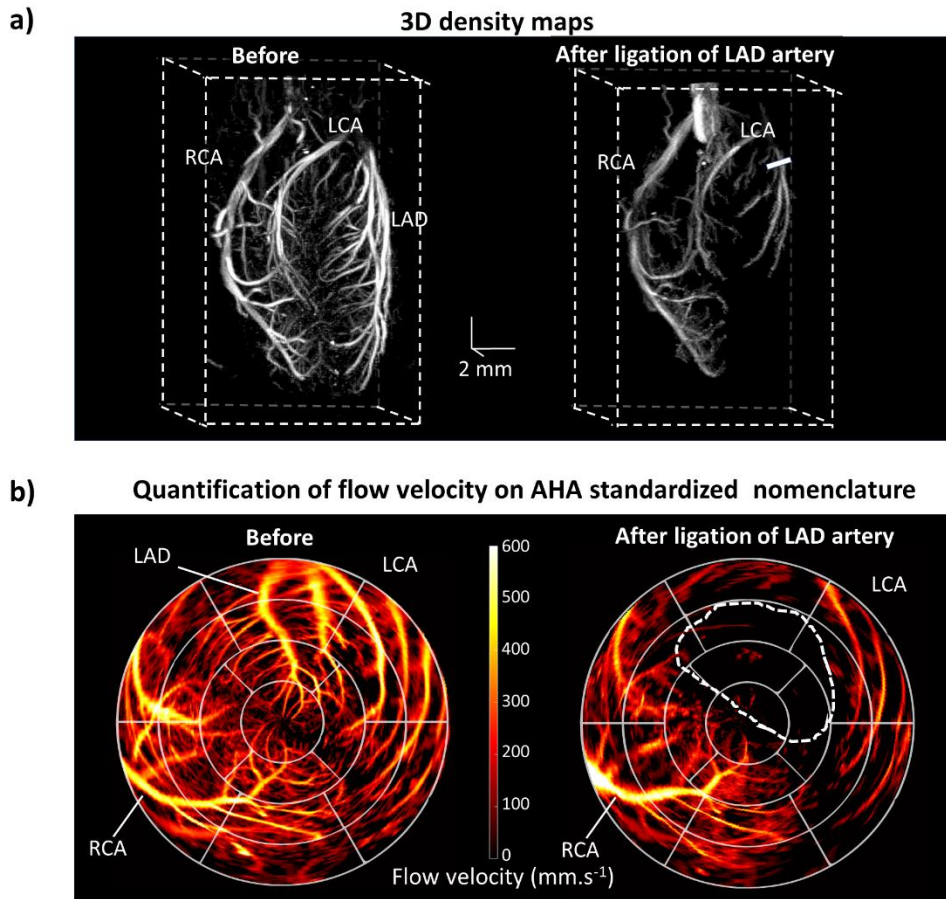 a)
3D density maps
Before
After ligation of LAD artery
LCA
RCA
LAD
LCA
RCA
2 mm
b)
Quantification of flow velocity on AHA standardized nomenclature
Before
After ligation of LAD artery
LAD
LCA
RCA
600
500
400
300
200
100
0
Flow velocity (mm.s⁻¹)
LCA
RCA